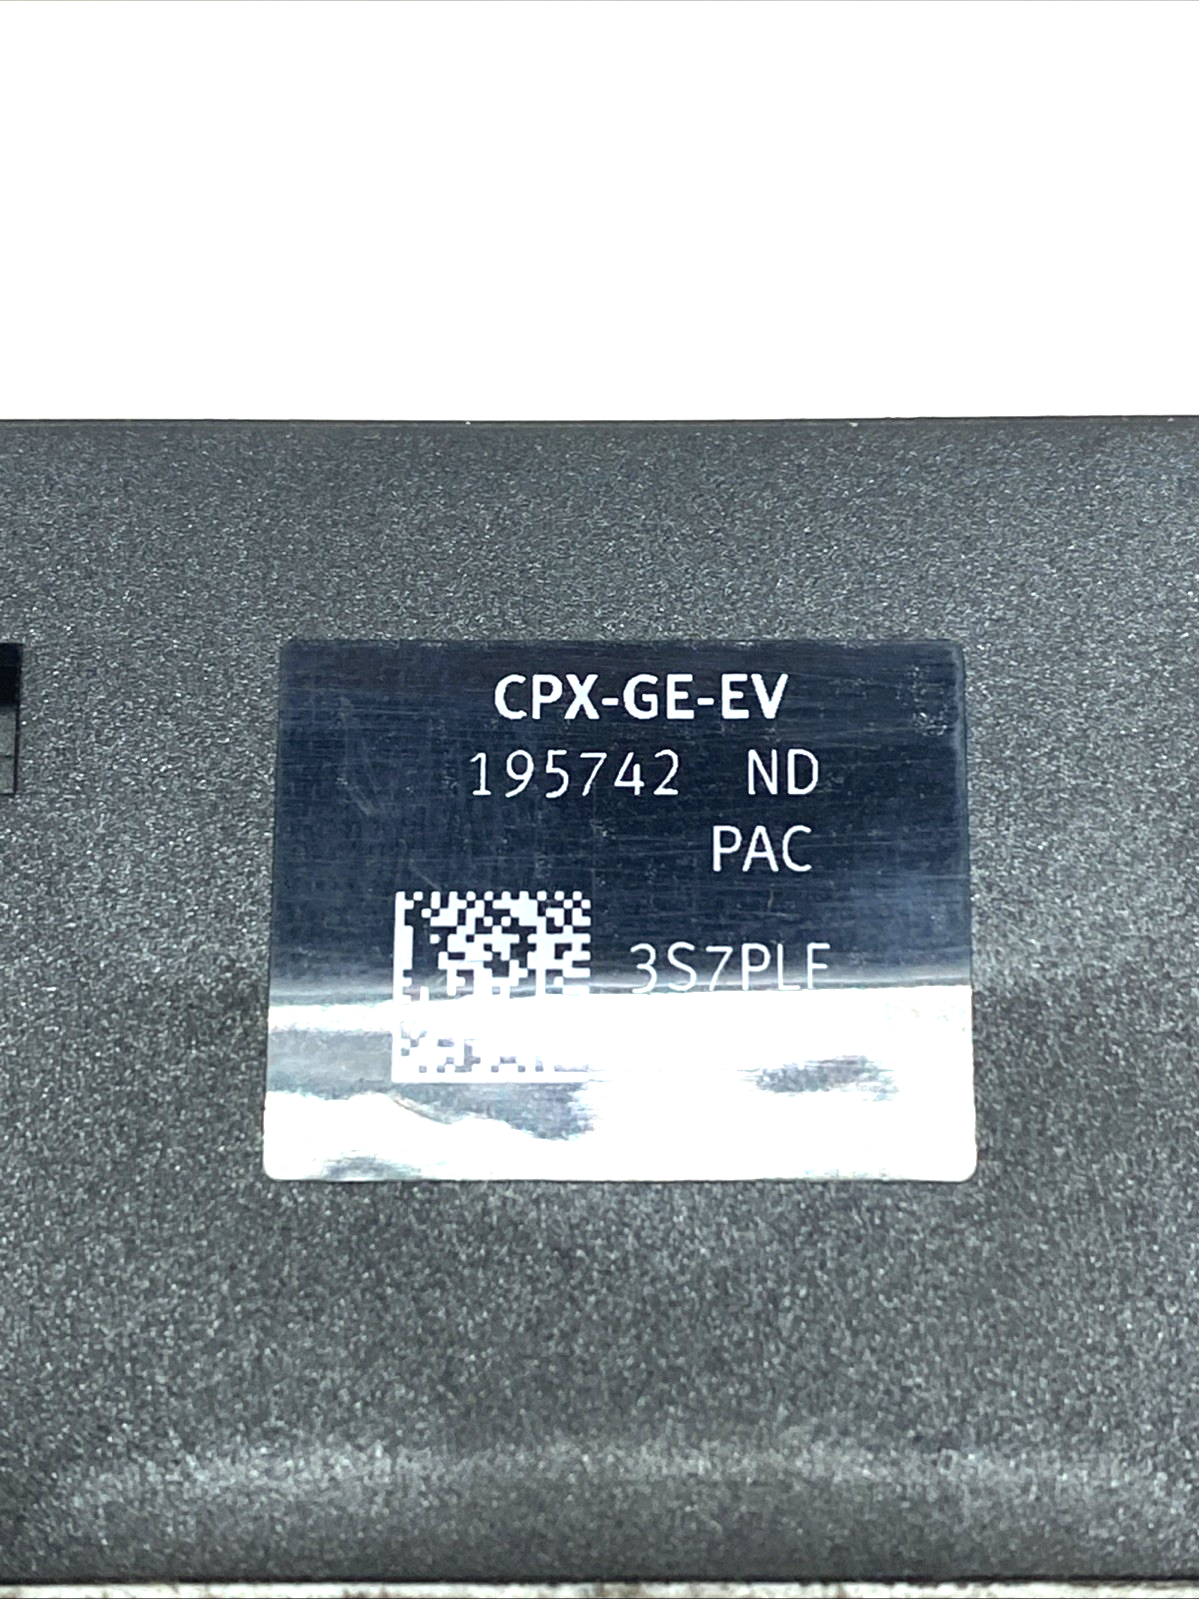 CPX-GE-EV
195742 ND
PAC
3S7PLF